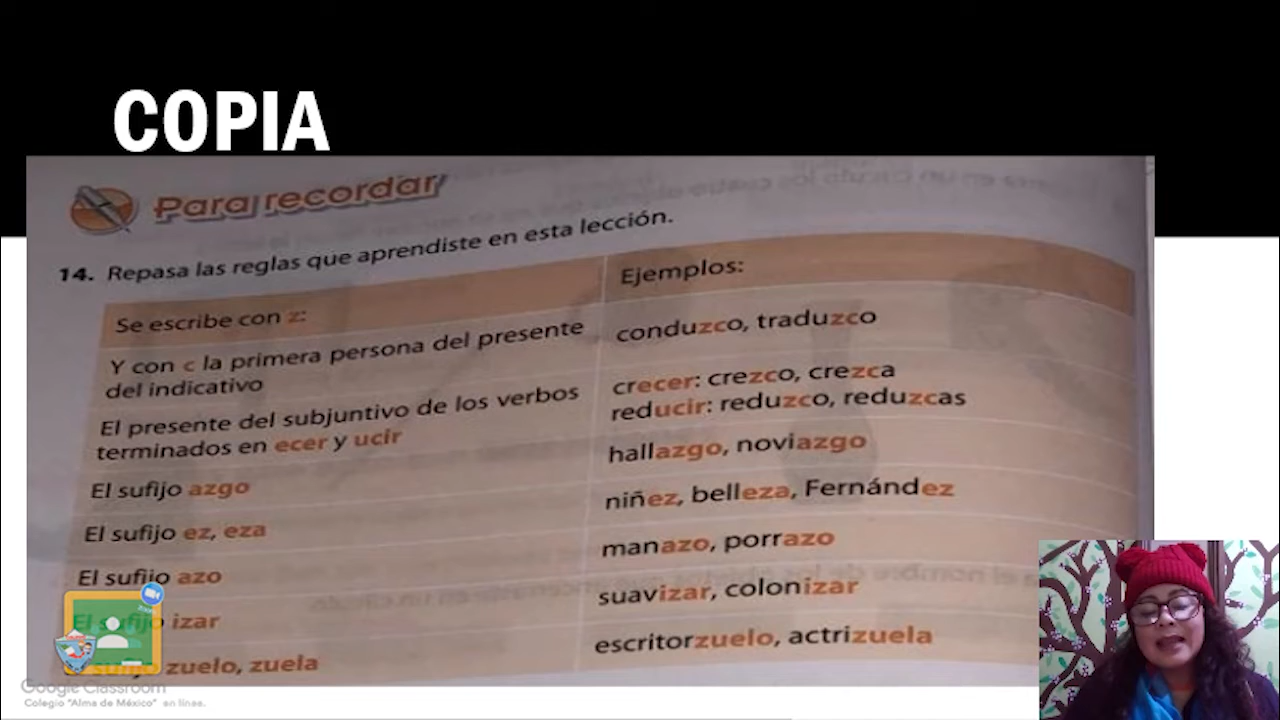 COPIA
Para recordar
14. Repasa las reglas que aprendiste en esta lección.
Se escribe con z:
Ejemplos:
Y con c la primera persona del presente
del indicativo
conduzco, traduzco
El presente del subjuntivo de los verbos
terminados en ecer y ucir
crecer: crezco, crezca
reducir: reduzco, reduzcas
El sufijo azgo
hallazgo, noviazgo
El sufijo ez, eza
niñez, belleza, Fernández
El sufijo azo
manazo, porrazo
El sufijo izar
suavizar, colonizar
sufijo zuelo, zuela
escritorzuelo, actrizuela
Google Classroom
Colegio "Alma de México" en línea.